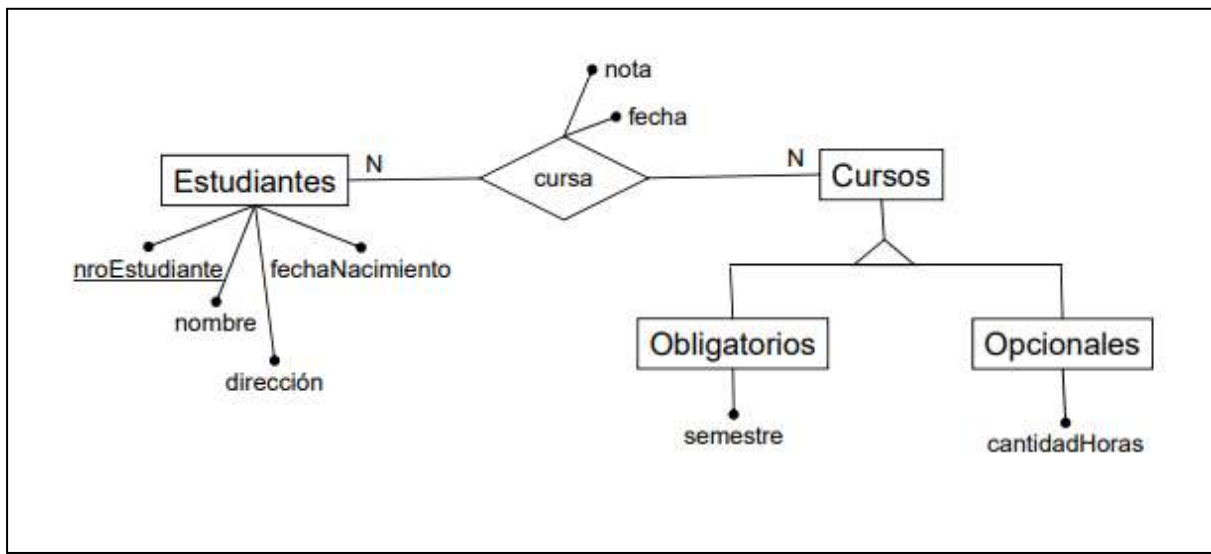 nota
fecha
N
N
Estudiantes
cursa
Cursos
nroEstudiante
fechaNacimiento
nombre
dirección
Obligatorios
Opcionales
semestre
cantidadHoras